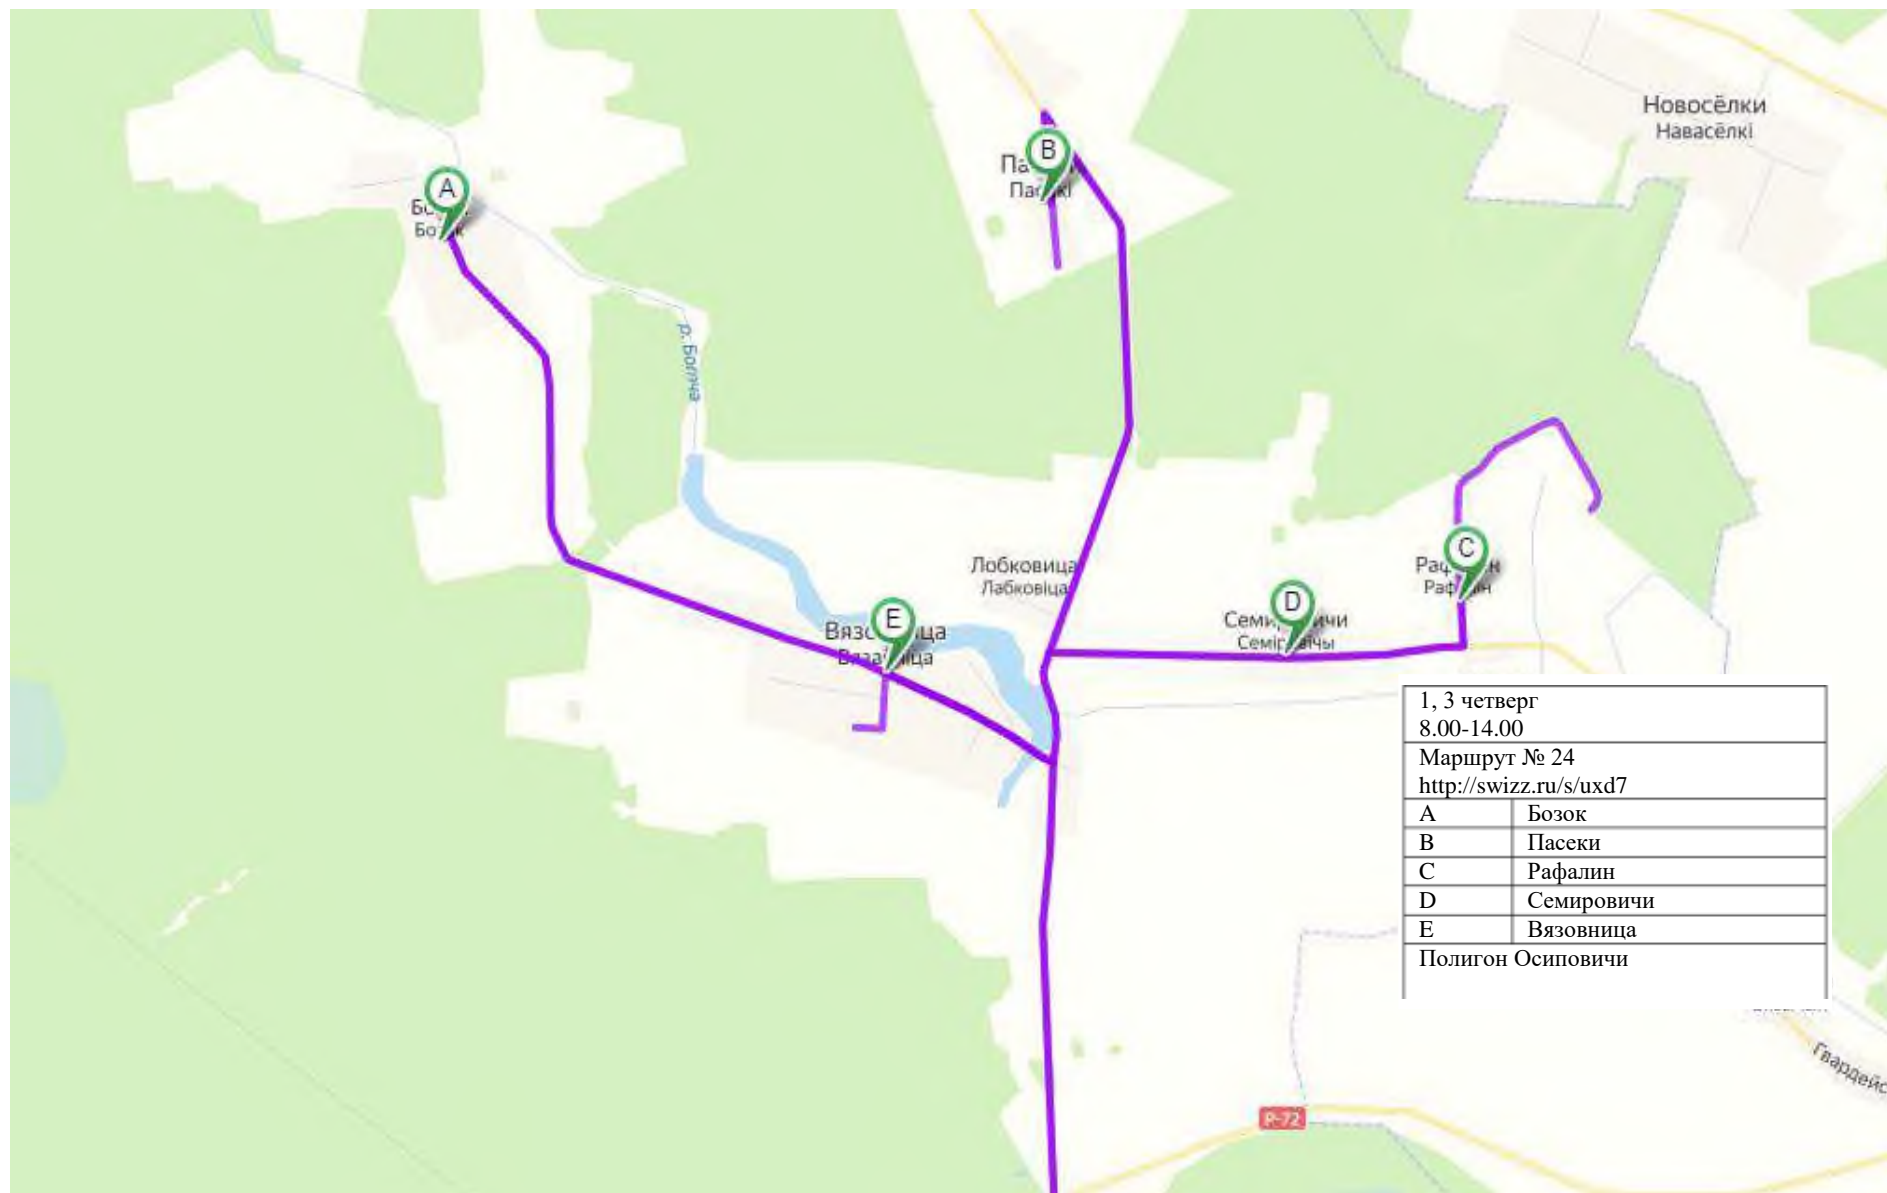 Новосёлки
Навасёлкі
B
A
р. Ботча
Лобковица
Лабковіца
C
D
E
1, 3 четверг
8.00-14.00
Маршрут № 24
http://swizz.ru/s/uxd7
A Бозок
B Пасеки
C Рафалин
D Семировичи
E Вязовница
Полигон Осиповичи
P-72